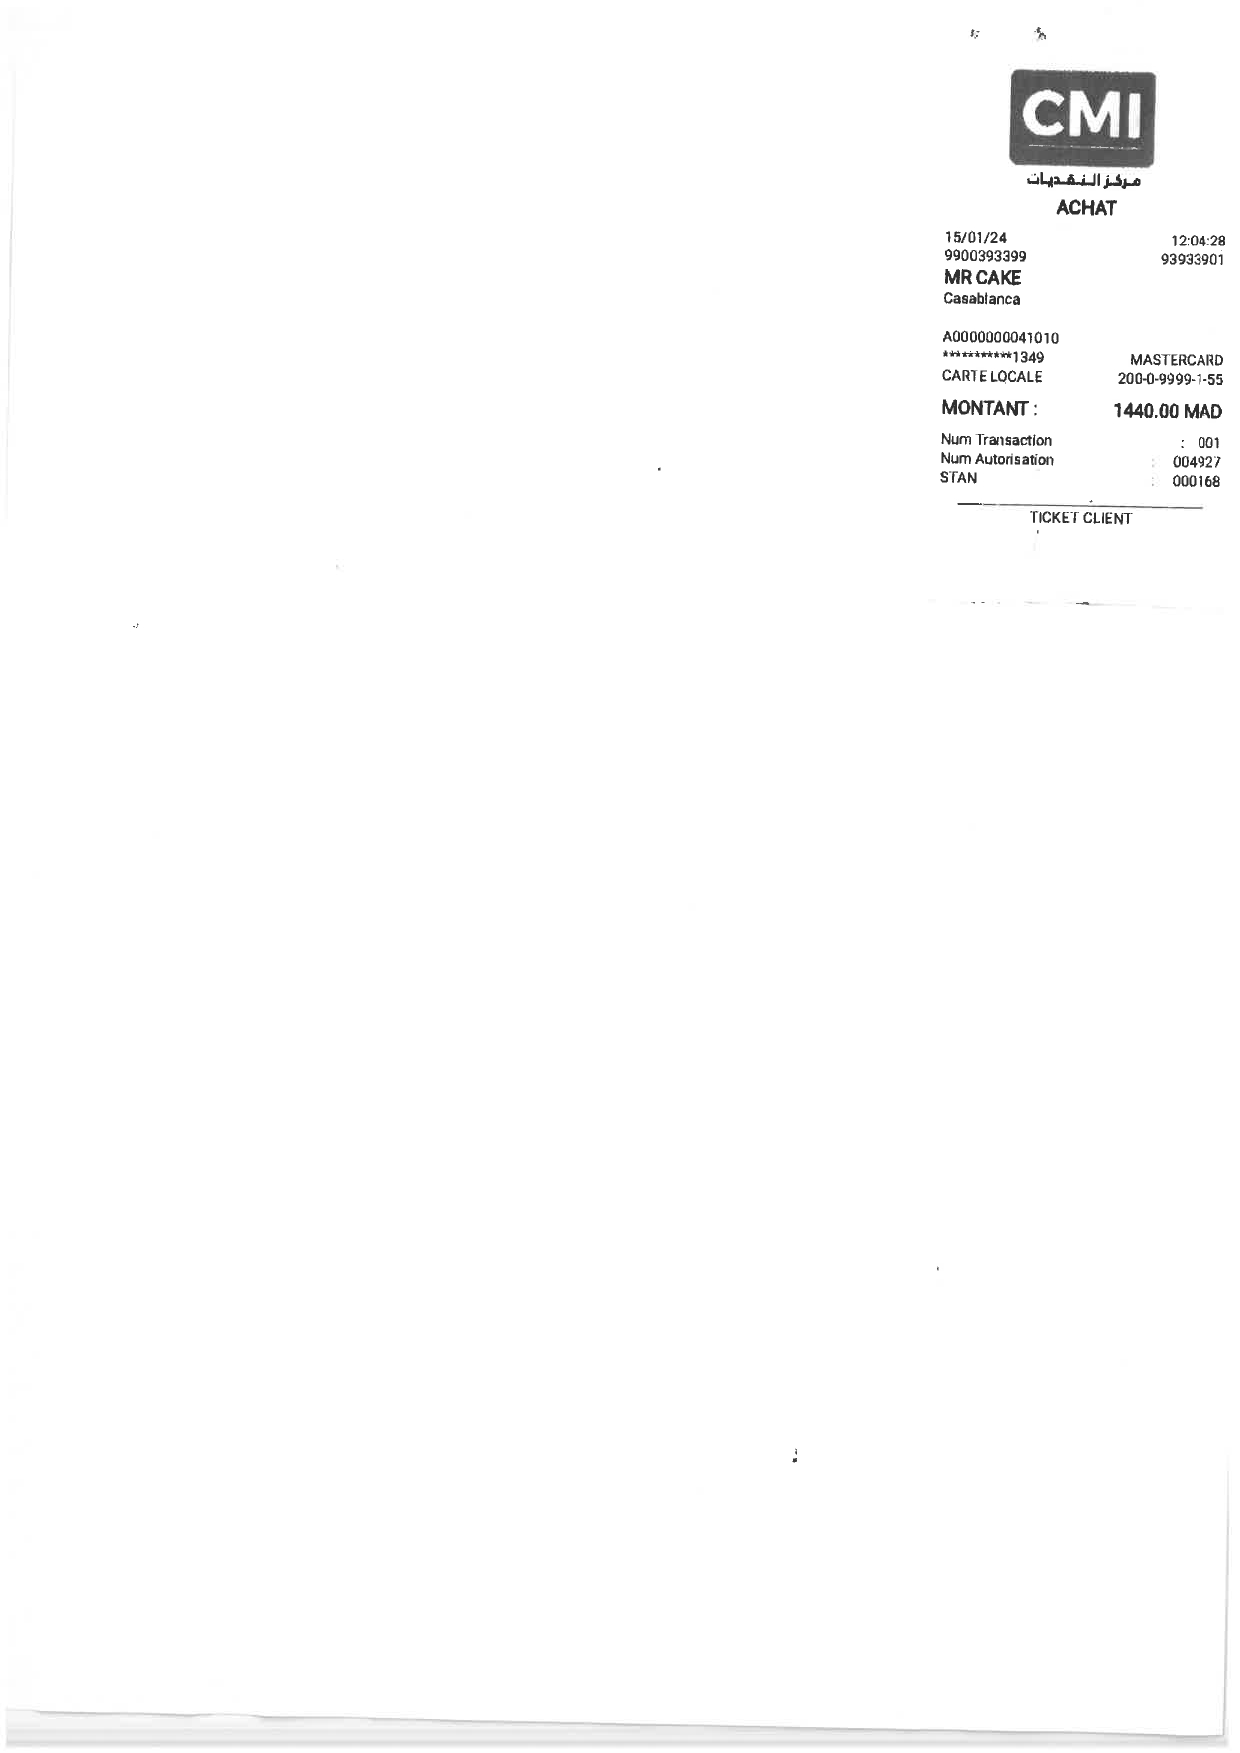 CMI
مركز النقديات
ACHAT
15/01/24 12:04:28
9900393399 93933901
MR CAKE
Casablanca
A0000000041010
***********1349 MASTERCARD
CARTE LOCALE 200-0-9999-1-55
MONTANT : 1440.00 MAD
Num Transaction : 001
Num Autorisation : 004927
STAN : 000168
TICKET CLIENT